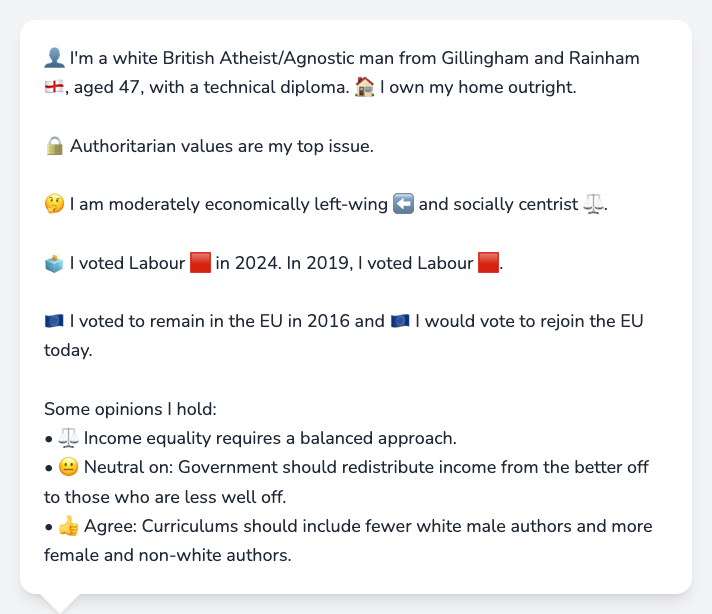 👤 I'm a white British Atheist/Agnostic man from Gillingham and Rainham
🏴󠁧󠁢󠁥󠁮󠁧󠁿, aged 47, with a technical diploma. 🏠 I own my home outright.
🔒 Authoritarian values are my top issue.
🤔 I am moderately economically left-wing ⬅️ and socially centrist ⚖️.
🗳️ I voted Labour 🟥 in 2024. In 2019, I voted Labour 🟥.
🇪🇺 I voted to remain in the EU in 2016 and 🇪🇺 I would vote to rejoin the EU
today.
Some opinions I hold:
• ⚖️ Income equality requires a balanced approach.
• 😐 Neutral on: Government should redistribute income from the better off
to those who are less well off.
• 👍 Agree: Curriculums should include fewer white male authors and more
female and non-white authors.